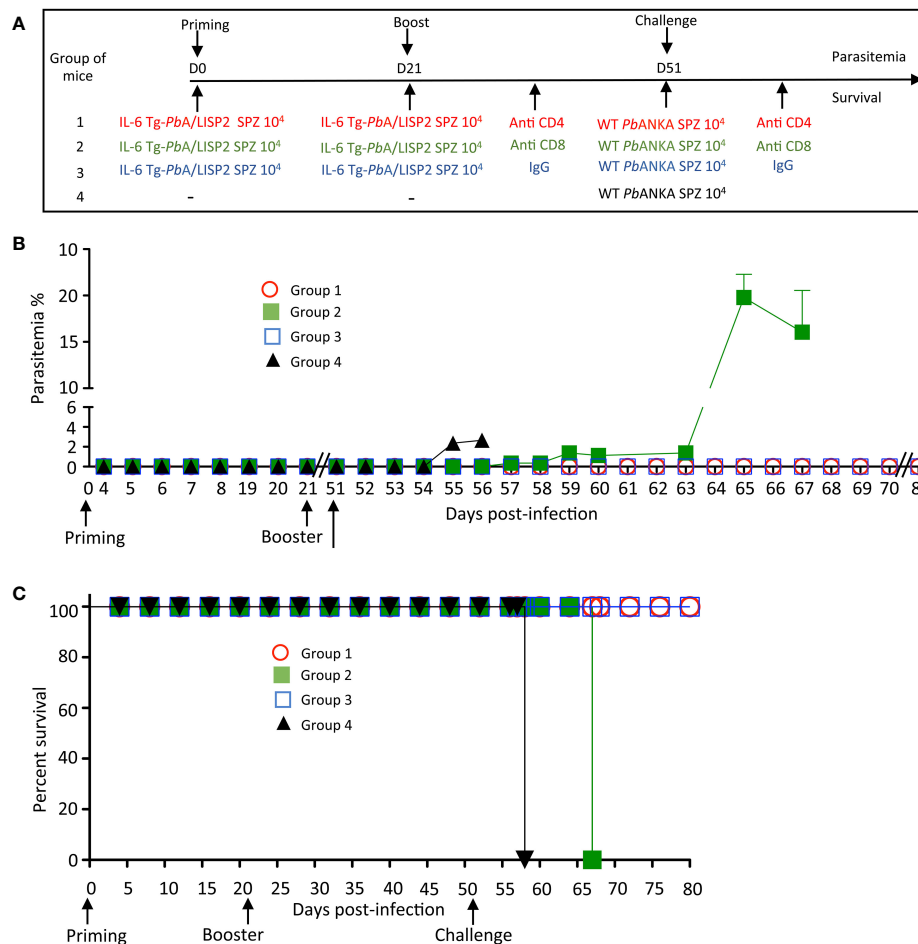 A
Priming Boost Challenge
Group of mice
D0 D21 D51
Parasitemia
Survival
1 IL-6 Tg-PbA/LISP2 SPZ 10⁴ IL-6 Tg-PbA/LISP2 SPZ 10⁴ Anti CD4 WT PbANKA SPZ 10⁴ Anti CD4
2 IL-6 Tg-PbA/LISP2 SPZ 10⁴ IL-6 Tg-PbA/LISP2 SPZ 10⁴ Anti CD8 WT PbANKA SPZ 10⁴ Anti CD8
3 IL-6 Tg-PbA/LISP2 SPZ 10⁴ IL-6 Tg-PbA/LISP2 SPZ 10⁴ IgG WT PbANKA SPZ 10⁴ IgG
4 - - WT PbANKA SPZ 10⁴
B
Parasitemia %
10
20
15
10
6
4
2
0
Group 1
Group 2
Group 3
Group 4
0 4 5 6 7 8 19 20 21 51 52 53 54 55 56 57 58 59 60 61 62 63 64 65 66 67 68 69 70 8
Days post-infection
Priming Booster
C
Percent survival
100
80
60
40
20
0
Group 1
Group 2
Group 3
Group 4
0 5 10 15 20 25 30 35 40 45 50 55 60 65 70 75 80
Days post-infection
Priming Booster Challenge